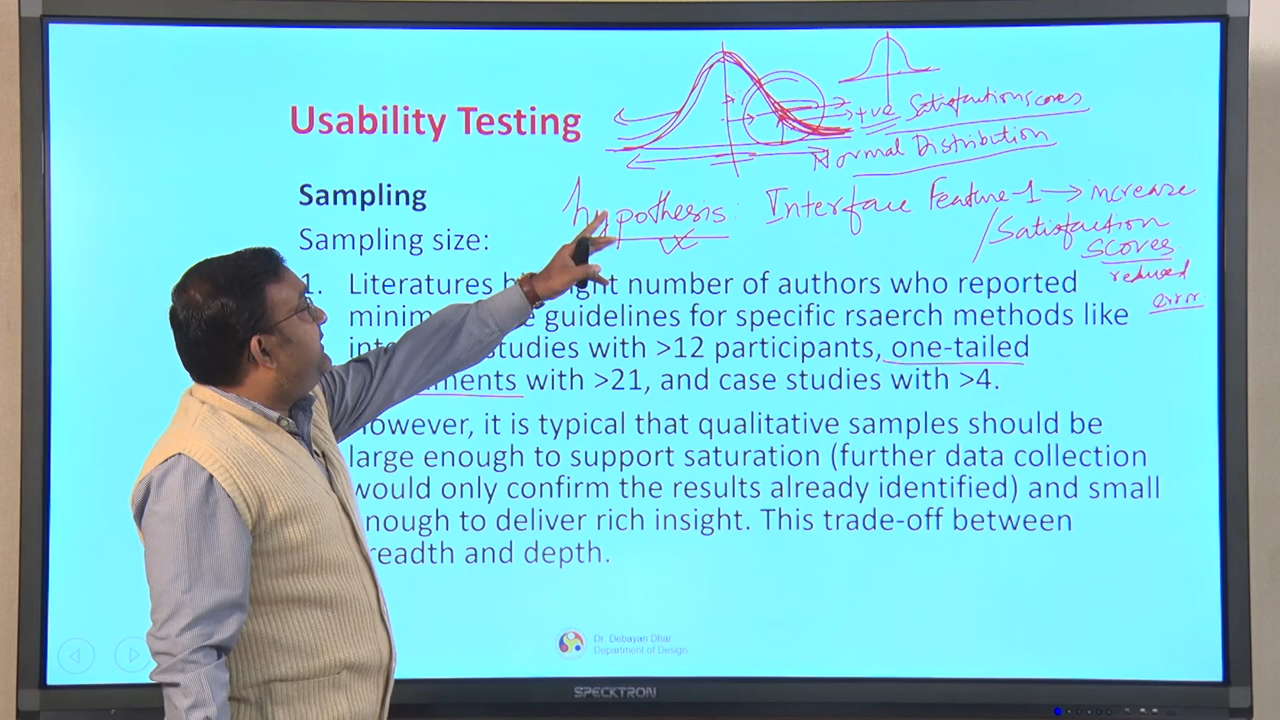 +ve Satisfaction scores
Usability Testing
Normal Distribution
Sampling
hypothesis: Interface Feature-1 → increase
/Satisfaction
scores
Sampling size:
reduced
error.
1. Literatures number of authors who reported
guidelines for specific rsaerch methods like
studies with >12 participants, one-tailed
with >21, and case studies with >4.
However, it is typical that qualitative samples should be
large enough to support saturation (further data collection
would only confirm the results already identified) and small
enough to deliver rich insight. This trade-off between
breadth and depth.
Dr. Debayan Dhar
Department of Design
SPECKTRON